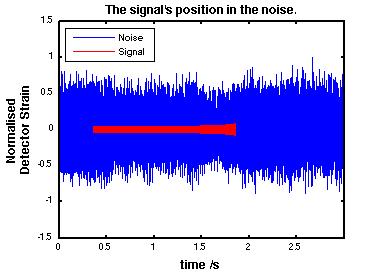 The signal's position in the noise.
1.5
Noise
Signal
1
0.5
0
-0.5
-1
-1.5
Normalised
Detector Strain
0
0.5
1
1.5
2
2.5
time /s